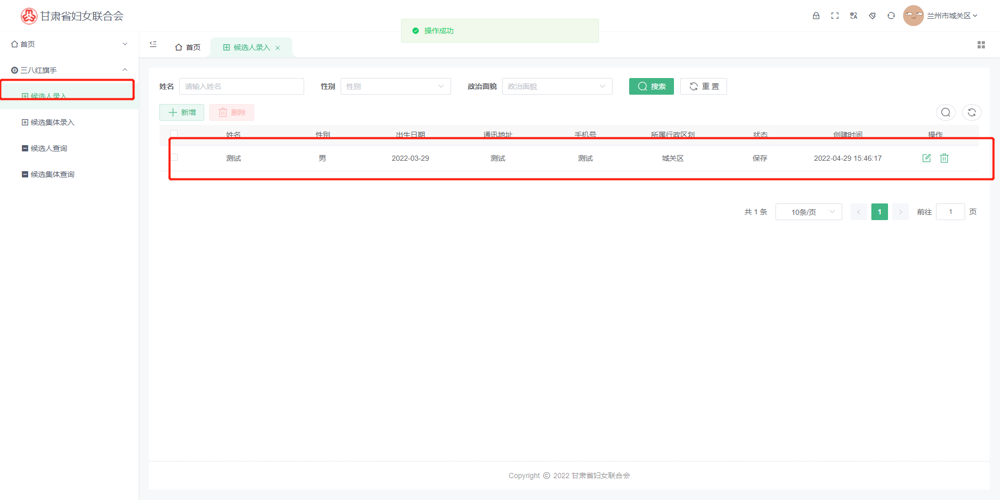 甘肃省妇女联合会
兰州市城关区
操作成功
首页
三八红旗手
候选人录入
候选集体录入
候选人查询
候选集体查询
首页 候选人录入
姓名 请输入姓名 性别 性别 政治面貌 政治面貌 搜索 重置
新增 删除
姓名 性别 出生日期 通讯地址 手机号 所属行政区划 状态 创建时间 操作
测试 男 2022-03-29 测试 测试 城关区 保存 2022-04-29 15:46:17
共 1 条 10条/页 1 前往 1 页
Copyright © 2022 甘肃省妇女联合会